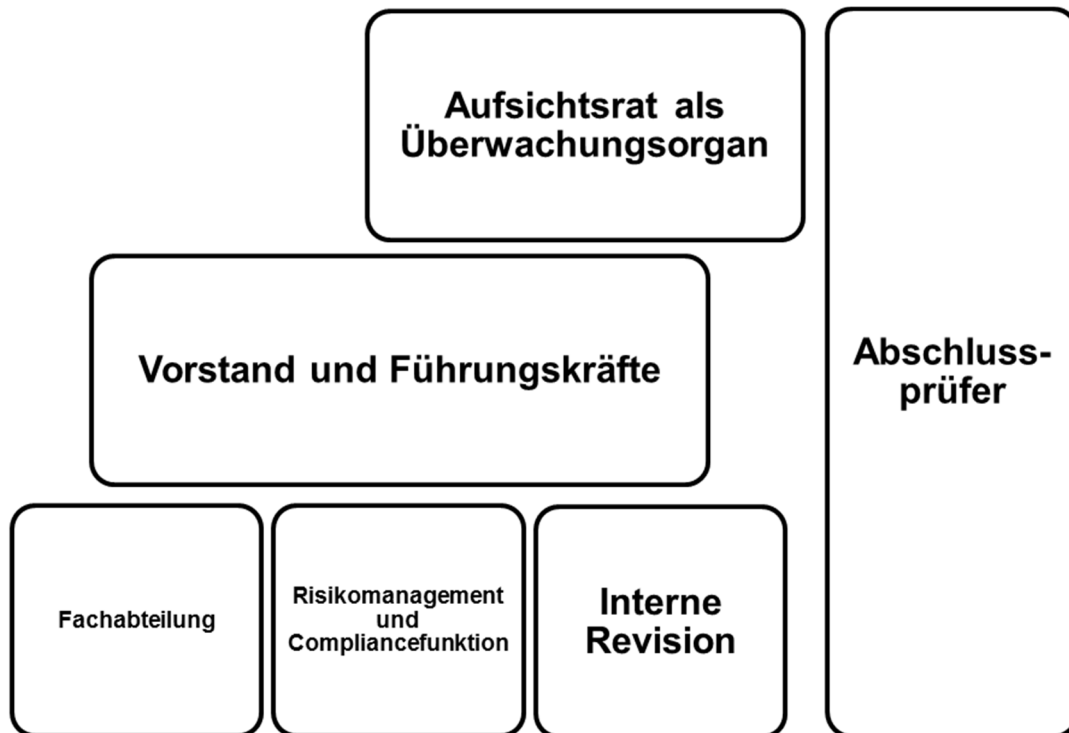 Aufsichtsrat als
Überwachungsorgan
Vorstand und Führungskräfte
Abschluss-
prüfer
Fachabteilung
Risikomanagement
und
Compliancefunktion
Interne
Revision